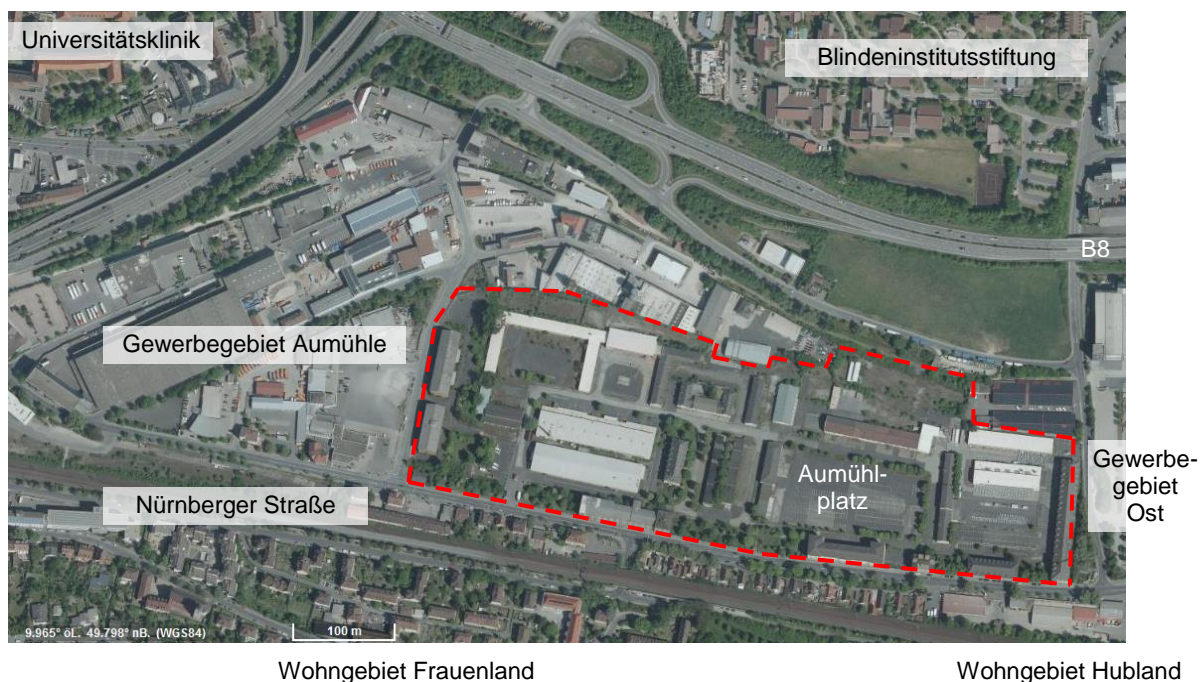 Universitätsklinik
Blindeninstitutsstiftung
B8
Gewerbegebiet Aumühle
Aumühl-
platz
Gewerbe-
gebiet
Ost
Nürnberger Straße
9.965° öL. 49.798° nB. (WGS84)
100 m
Wohngebiet Frauenland
Wohngebiet Hubland